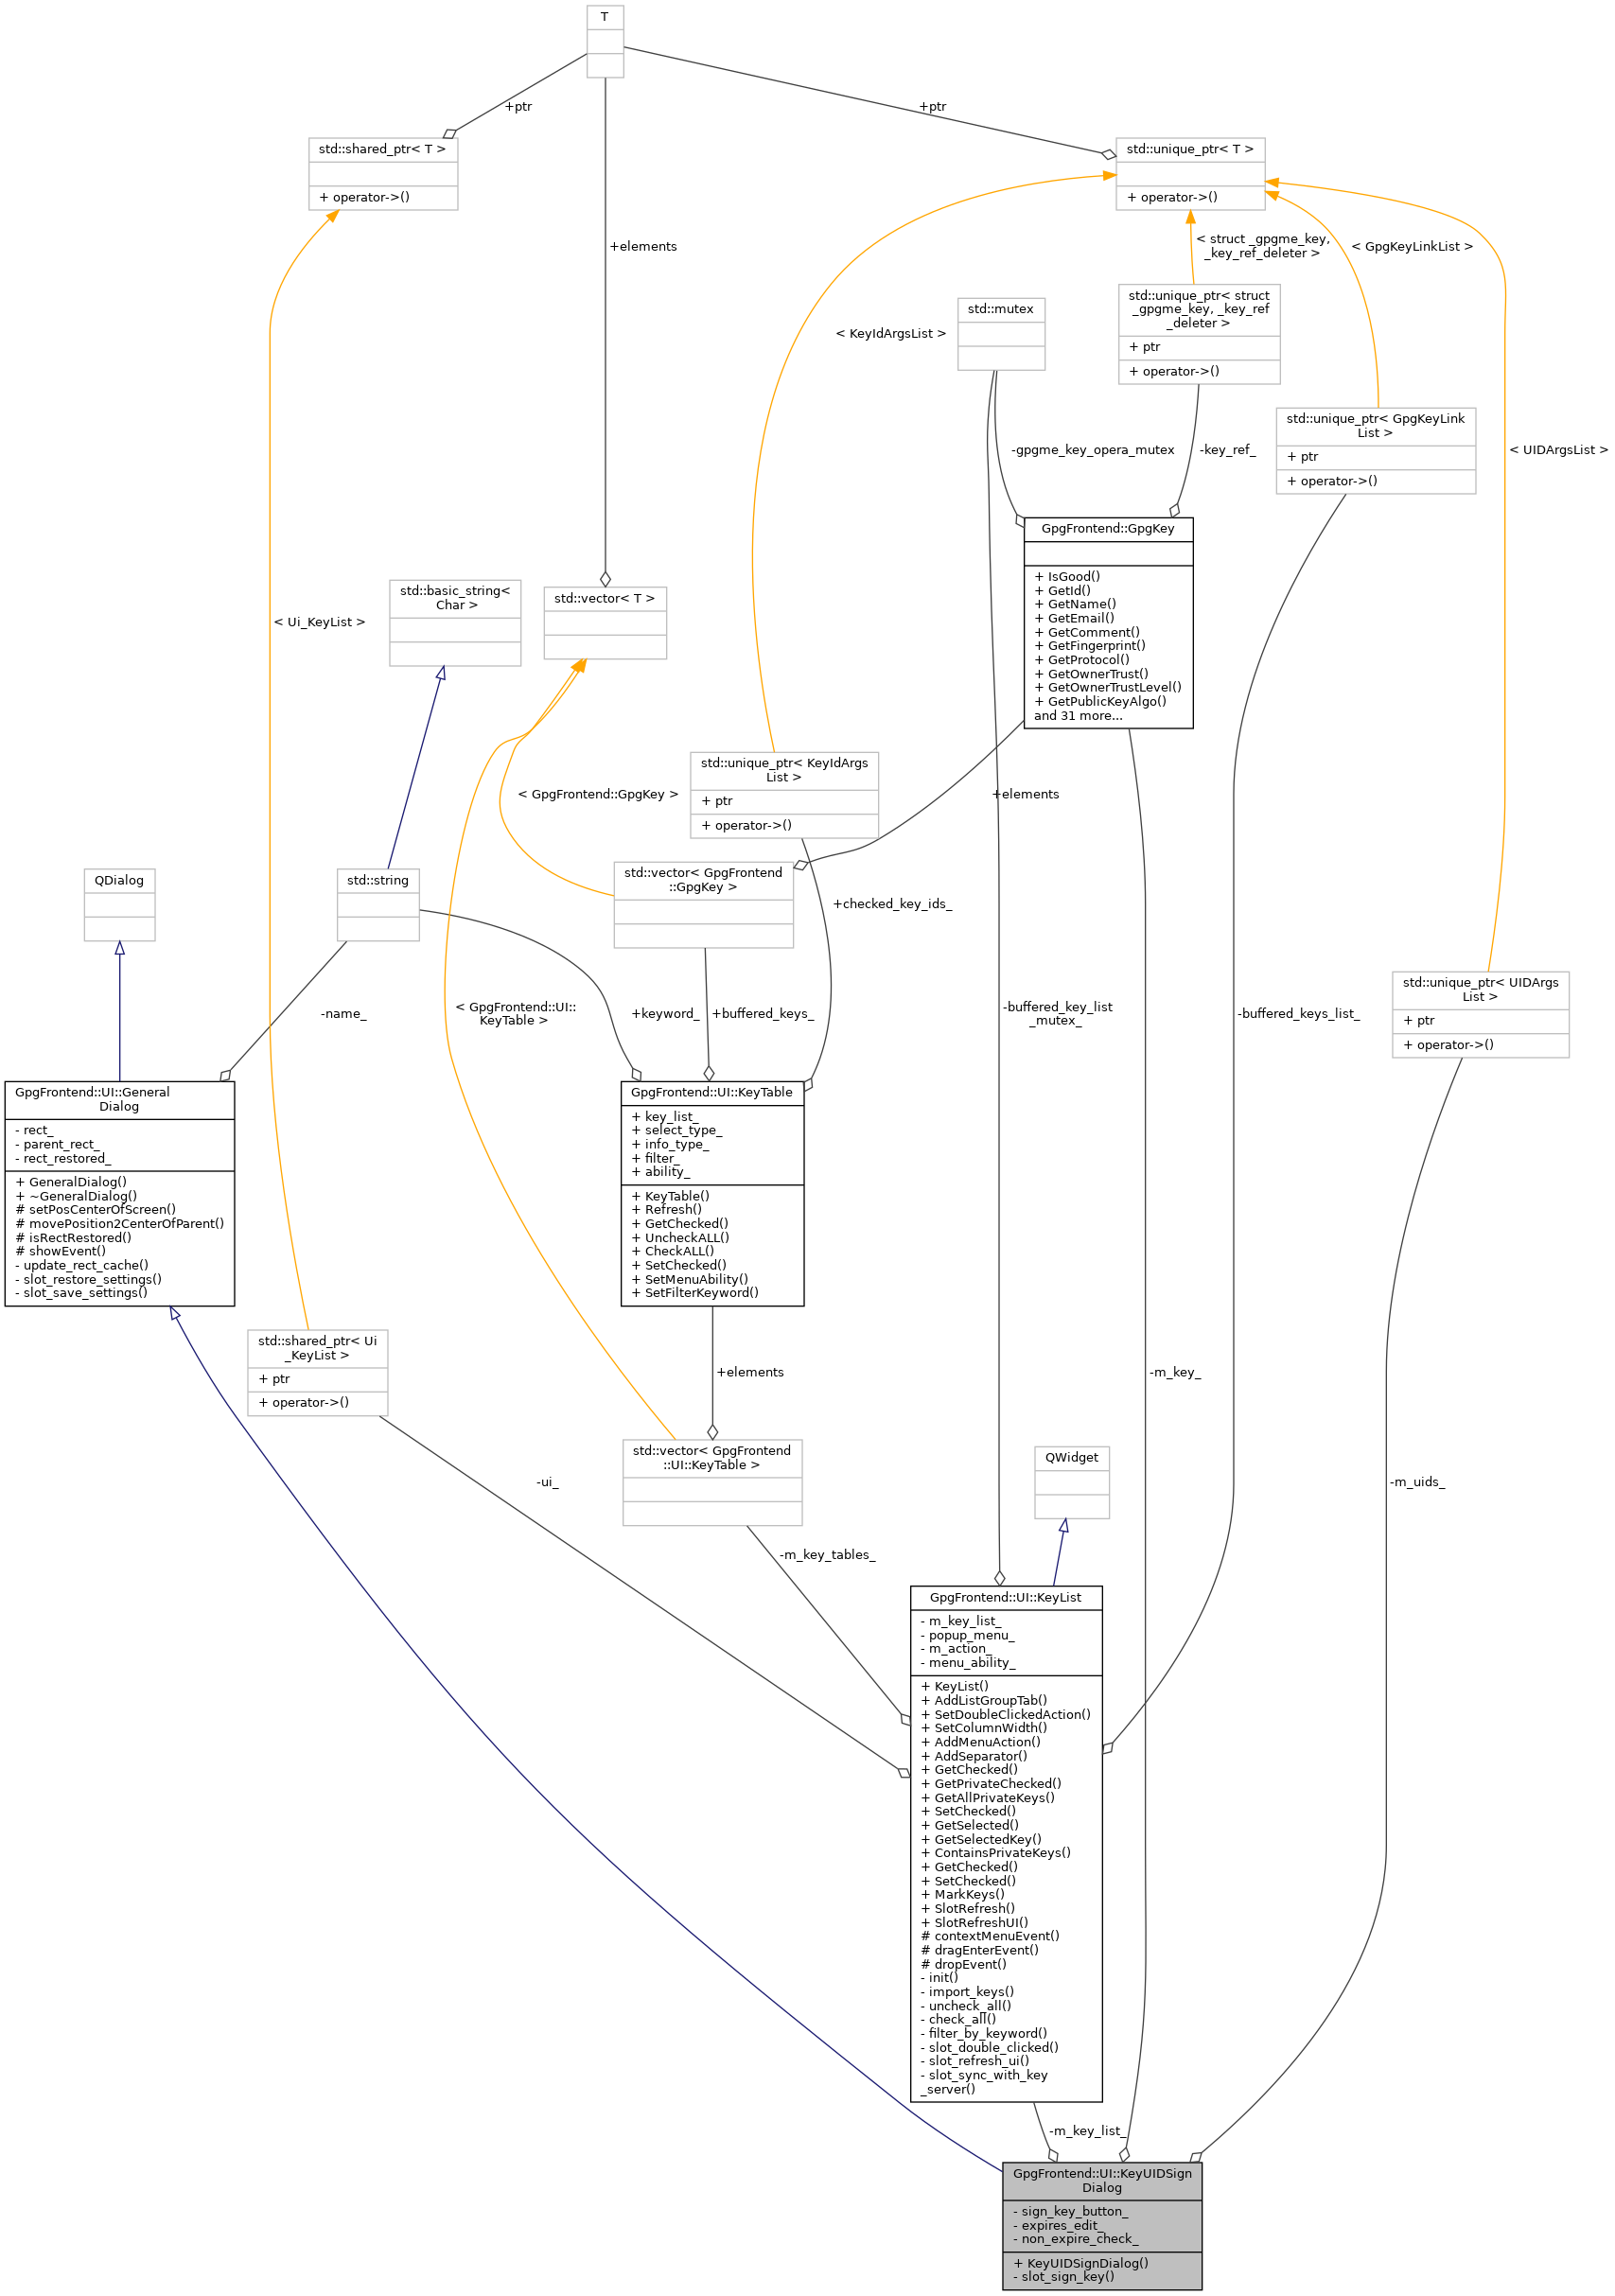 T
+ptr
+ptr
std::shared_ptr< T >
+ operator->()
std::unique_ptr< T >
+ operator->()
+elements
< struct _gpgme_key,
_key_ref_deleter >
< GpgKeyLinkList >
std::mutex
std::unique_ptr< struct
_gpgme_key, _key_ref
_deleter >
+ ptr
+ operator->()
< KeyIdArgsList >
std::unique_ptr< GpgKeyLink
List >
+ ptr
+ operator->()
-gpgme_key_opera_mutex
-key_ref_
< UIDArgsList >
GpgFrontend::GpgKey
+ IsGood()
+ GetId()
+ GetName()
+ GetEmail()
+ GetComment()
+ GetFingerprint()
+ GetProtocol()
+ GetOwnerTrust()
+ GetOwnerTrustLevel()
+ GetPublicKeyAlgo()
and 31 more...
std::basic_string<
Char >
std::vector< T >
< Ui_KeyList >
std::unique_ptr< KeyIdArgs
List >
+ ptr
+ operator->()
< GpgFrontend::GpgKey >
+elements
QDialog
std::string
std::vector< GpgFrontend
::GpgKey >
+checked_key_ids_
std::unique_ptr< UIDArgs
List >
+ ptr
+ operator->()
-name_
< GpgFrontend::UI::
KeyTable >
+keyword_
+buffered_keys_
-buffered_key_list
_mutex_
-buffered_keys_list_
GpgFrontend::UI::General
Dialog
- rect_
- parent_rect_
- rect_restored_
+ GeneralDialog()
+ ~GeneralDialog()
# setPosCenterOfScreen()
# movePosition2CenterOfParent()
# isRectRestored()
# showEvent()
- update_rect_cache()
- slot_restore_settings()
- slot_save_settings()
GpgFrontend::UI::KeyTable
+ key_list_
+ select_type_
+ info_type_
+ filter_
+ ability_
+ KeyTable()
+ Refresh()
+ GetChecked()
+ UncheckALL()
+ CheckALL()
+ SetChecked()
+ SetMenuAbility()
+ SetFilterKeyword()
std::shared_ptr< Ui
_KeyList >
+ ptr
+ operator->()
+elements
-m_key_
std::vector< GpgFrontend
::UI::KeyTable >
QWidget
-ui_
-m_uids_
-m_key_tables_
GpgFrontend::UI::KeyList
- m_key_list_
- popup_menu_
- m_action_
- menu_ability_
+ KeyList()
+ AddListGroupTab()
+ SetDoubleClickedAction()
+ SetColumnWidth()
+ AddMenuAction()
+ AddSeparator()
+ GetChecked()
+ GetPrivateChecked()
+ GetAllPrivateKeys()
+ SetChecked()
+ GetSelected()
+ GetSelectedKey()
+ ContainsPrivateKeys()
+ GetChecked()
+ SetChecked()
+ MarkKeys()
+ SlotRefresh()
+ SlotRefreshUI()
# contextMenuEvent()
# dragEnterEvent()
# dropEvent()
- init()
- import_keys()
- uncheck_all()
- check_all()
- filter_by_keyword()
- slot_double_clicked()
- slot_refresh_ui()
- slot_sync_with_key
_server()
-m_key_list_
GpgFrontend::UI::KeyUIDSign
Dialog
- sign_key_button_
- expires_edit_
- non_expire_check_
+ KeyUIDSignDialog()
- slot_sign_key()